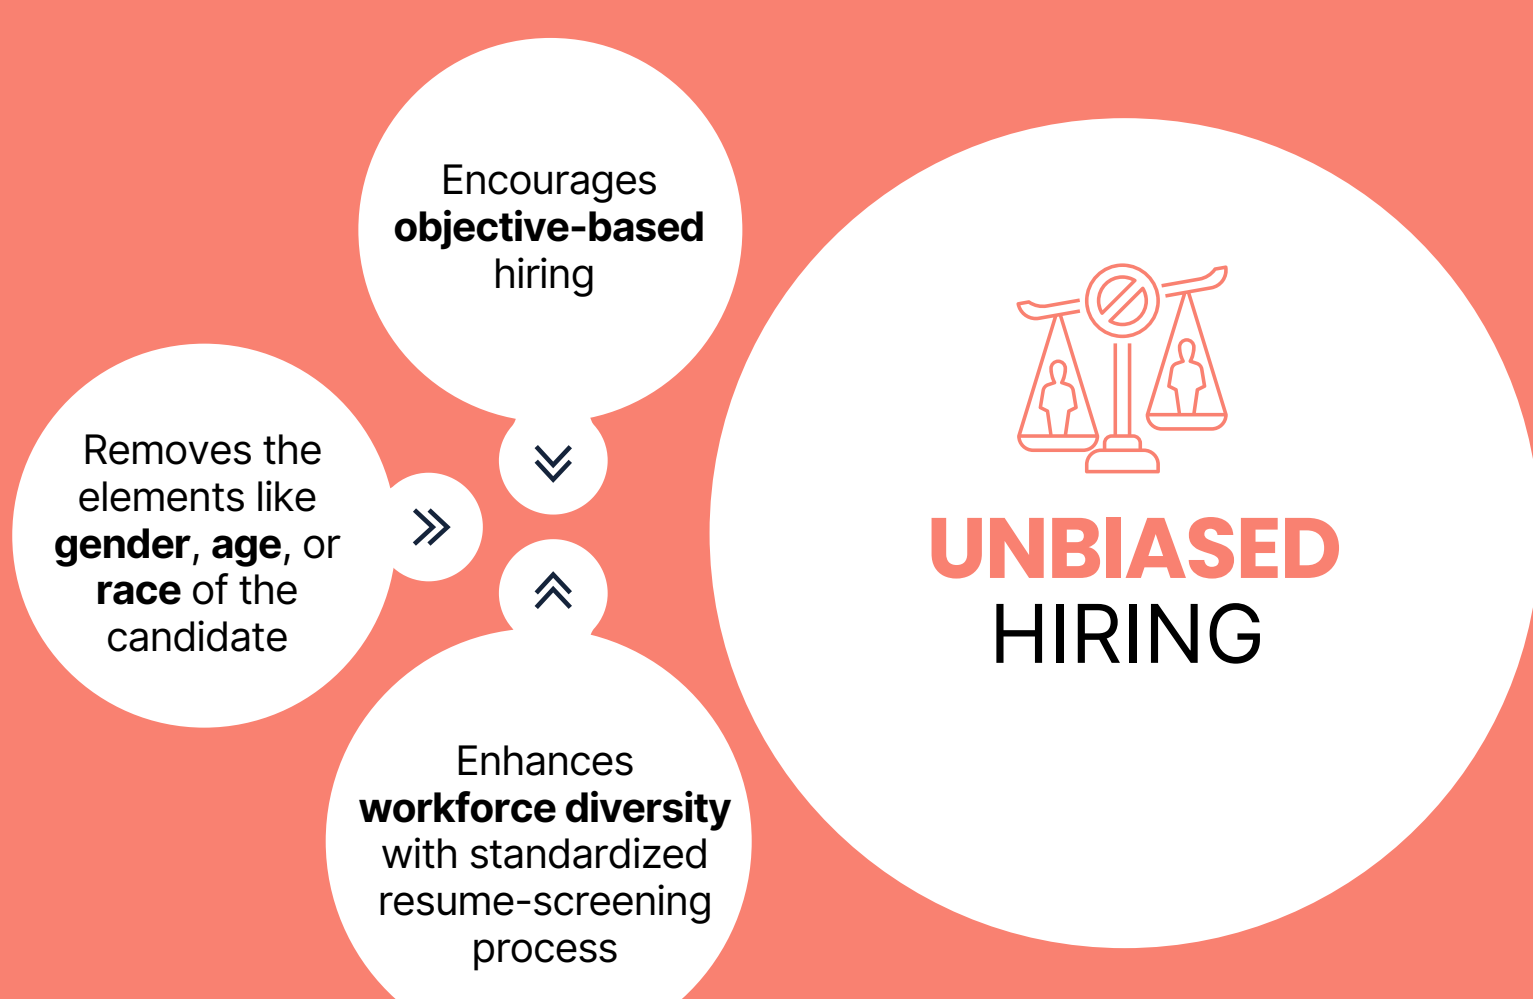 Encourages
objective-based
hiring
Removes the
elements like
gender, age, or
race of the
candidate
Enhances
workforce diversity
with standardized
resume-screening
process
UNBIASED
HIRING